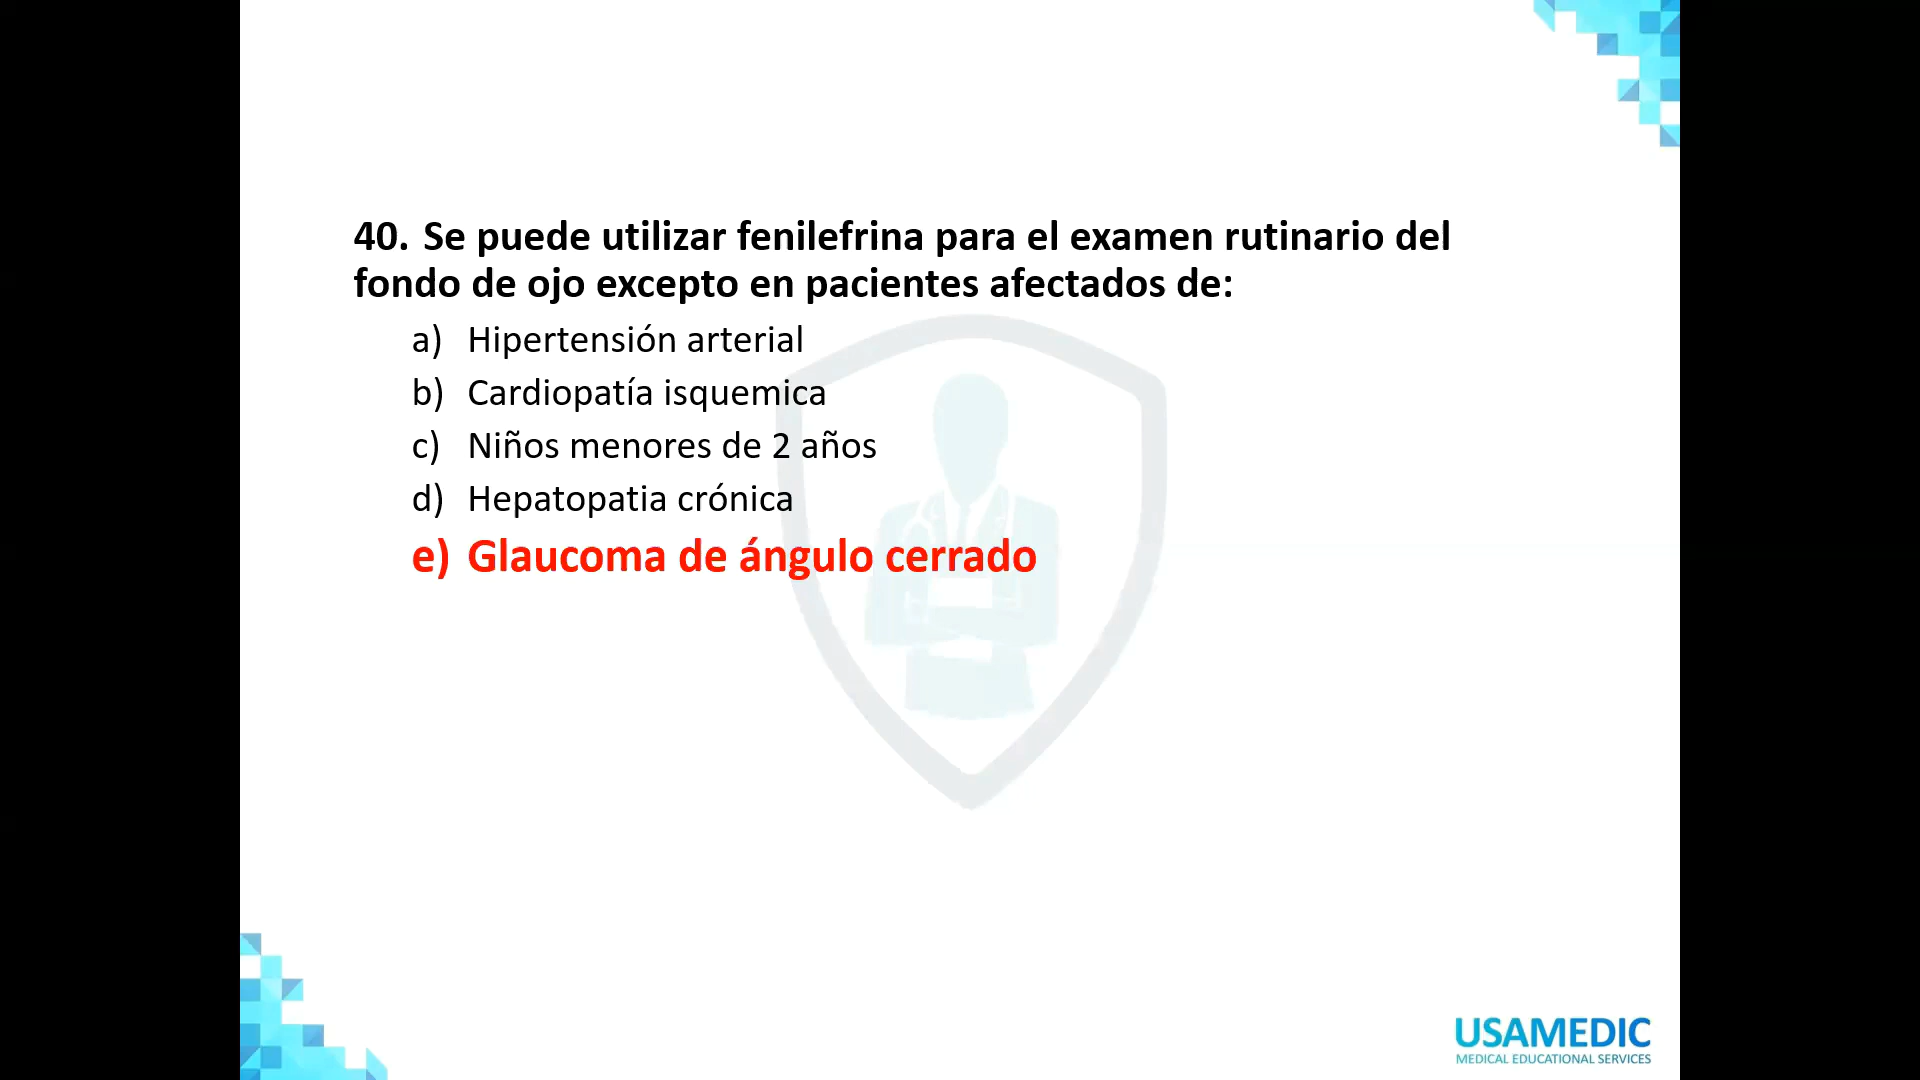 40. Se puede utilizar fenilefrina para el examen rutinario del
fondo de ojo excepto en pacientes afectados de:
a) Hipertensión arterial
b) Cardiopatía isquemica
c) Niños menores de 2 años
d) Hepatopatia crónica
e) Glaucoma de ángulo cerrado
USAMEDIC
MEDICAL EDUCATIONAL SERVICES